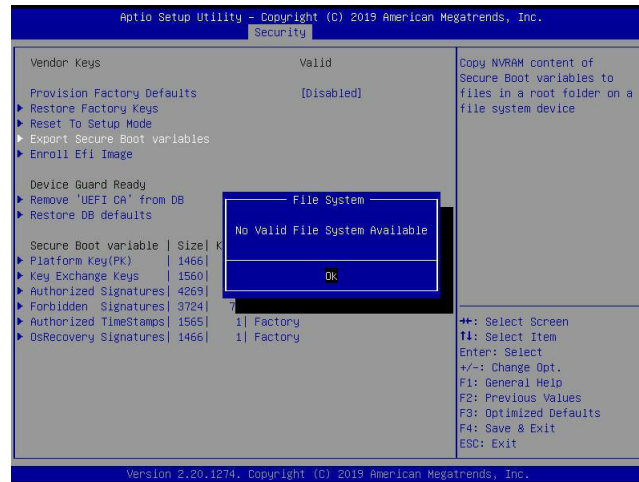 Aptio Setup Utility – Copyright (C) 2019 American Megatrends, Inc.
Security
Vendor Keys Valid
Provision Factory Defaults [Disabled]
Restore Factory Keys
Reset To Setup Mode
Export Secure Boot variables
Enroll Efi Image
Device Guard Ready
Remove 'UEFI CA' from DB
Restore DB defaults
Secure Boot variable | Size| K
Platform Key(PK) | 1466|
Key Exchange Keys | 1560|
Authorized Signatures| 4269|
Forbidden Signatures| 3724| 7
Authorized TimeStamps| 1565| 1| Factory
OsRecovery Signatures| 1466| 1| Factory
File System
No Valid File System Available
Ok
Copy NVRAM content of
Secure Boot variables to
files in a root folder on a
file system device
→←: Select Screen
↑↓: Select Item
Enter: Select
+/-: Change Opt.
F1: General Help
F2: Previous Values
F3: Optimized Defaults
F4: Save & Exit
ESC: Exit
Version 2.20.1274. Copyright (C) 2019 American Megatrends, Inc.